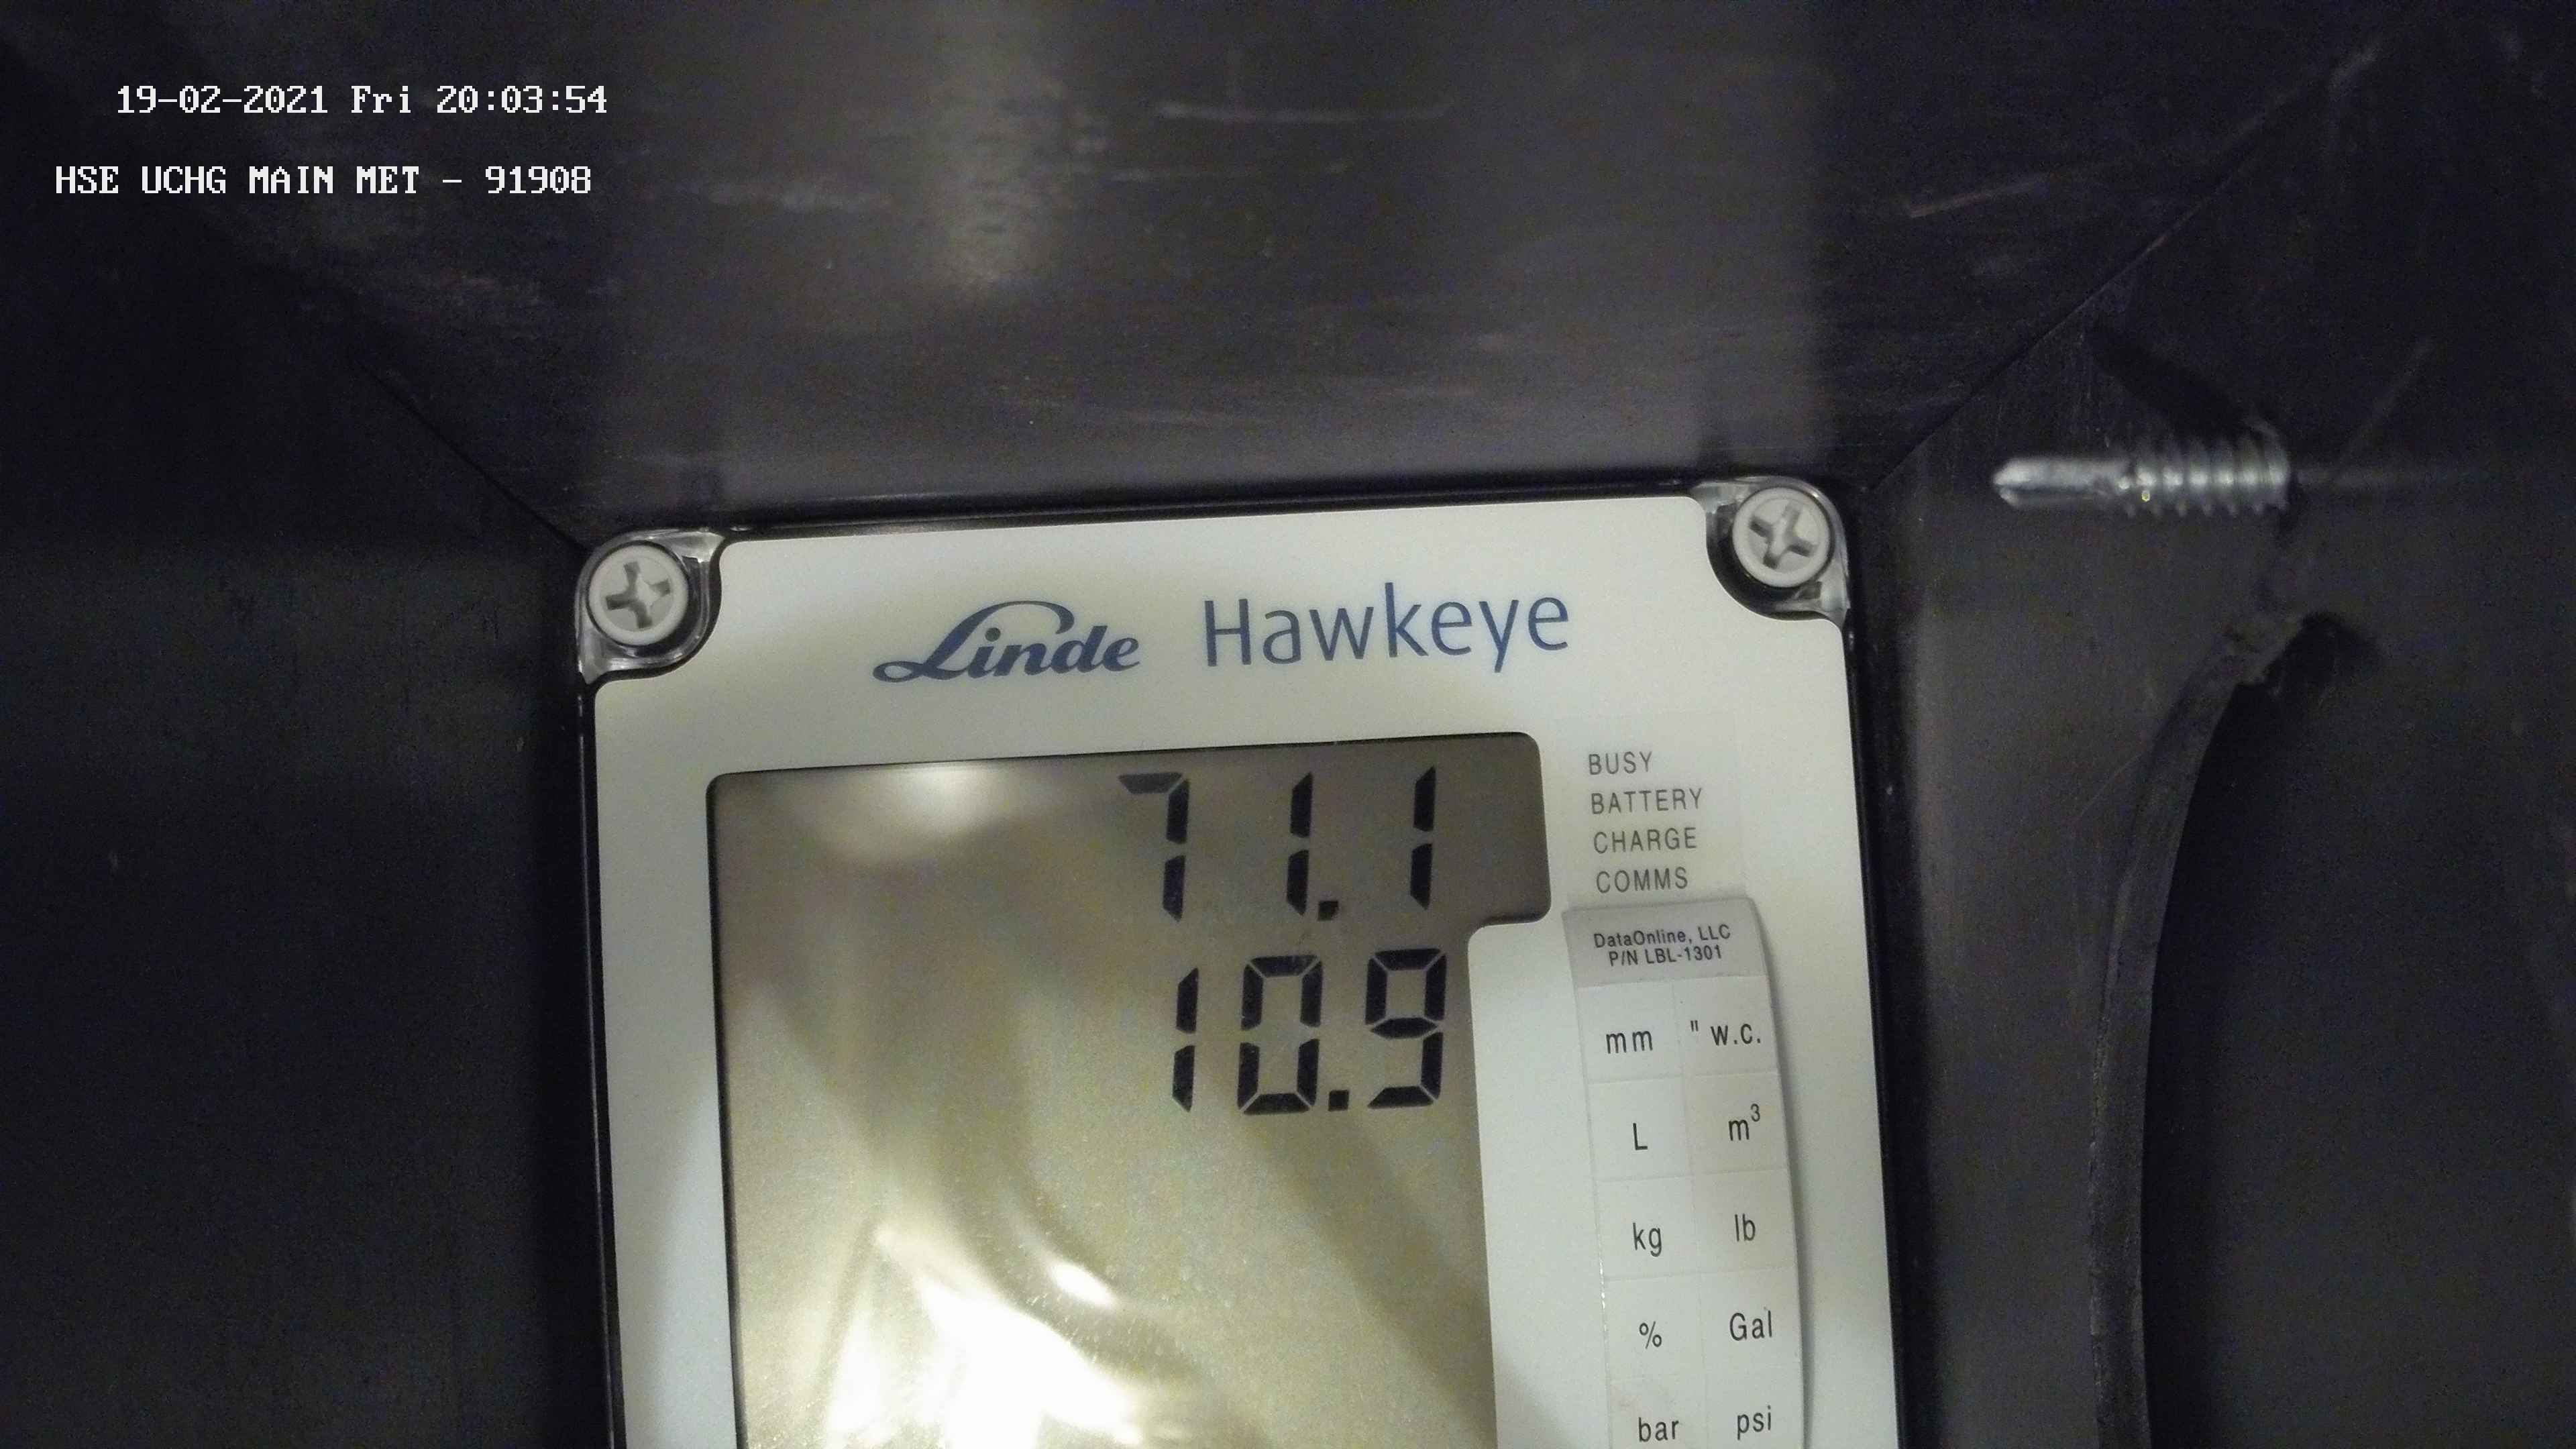 19-02-2021 Fri 20:03:54
HSE UCHG MAIN MET - 91908
Linde Hawkeye
71.1
10.9
BUSY
BATTERY
CHARGE
COMMS
DataOnline, LLC
P/N LBL-1301
mm " w.c.
L m³
kg lb
% Gal
bar psi